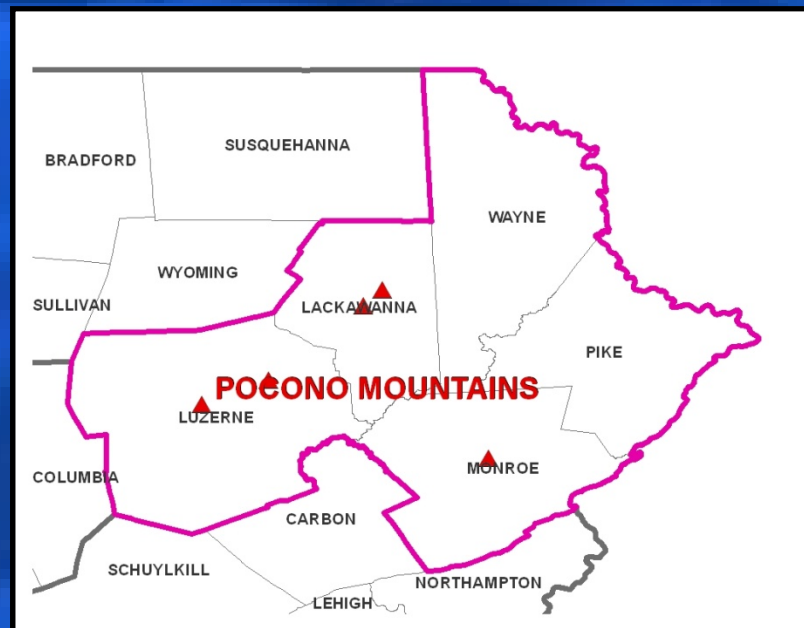 SUSQUEHANNA
BRADFORD
WAYNE
WYOMING
SULLIVAN
LACKAWANNA
PIKE
POCONO MOUNTAINS
LUZERNE
MONROE
COLUMBIA
CARBON
SCHUYLKILL
NORTHAMPTON
LEHIGH